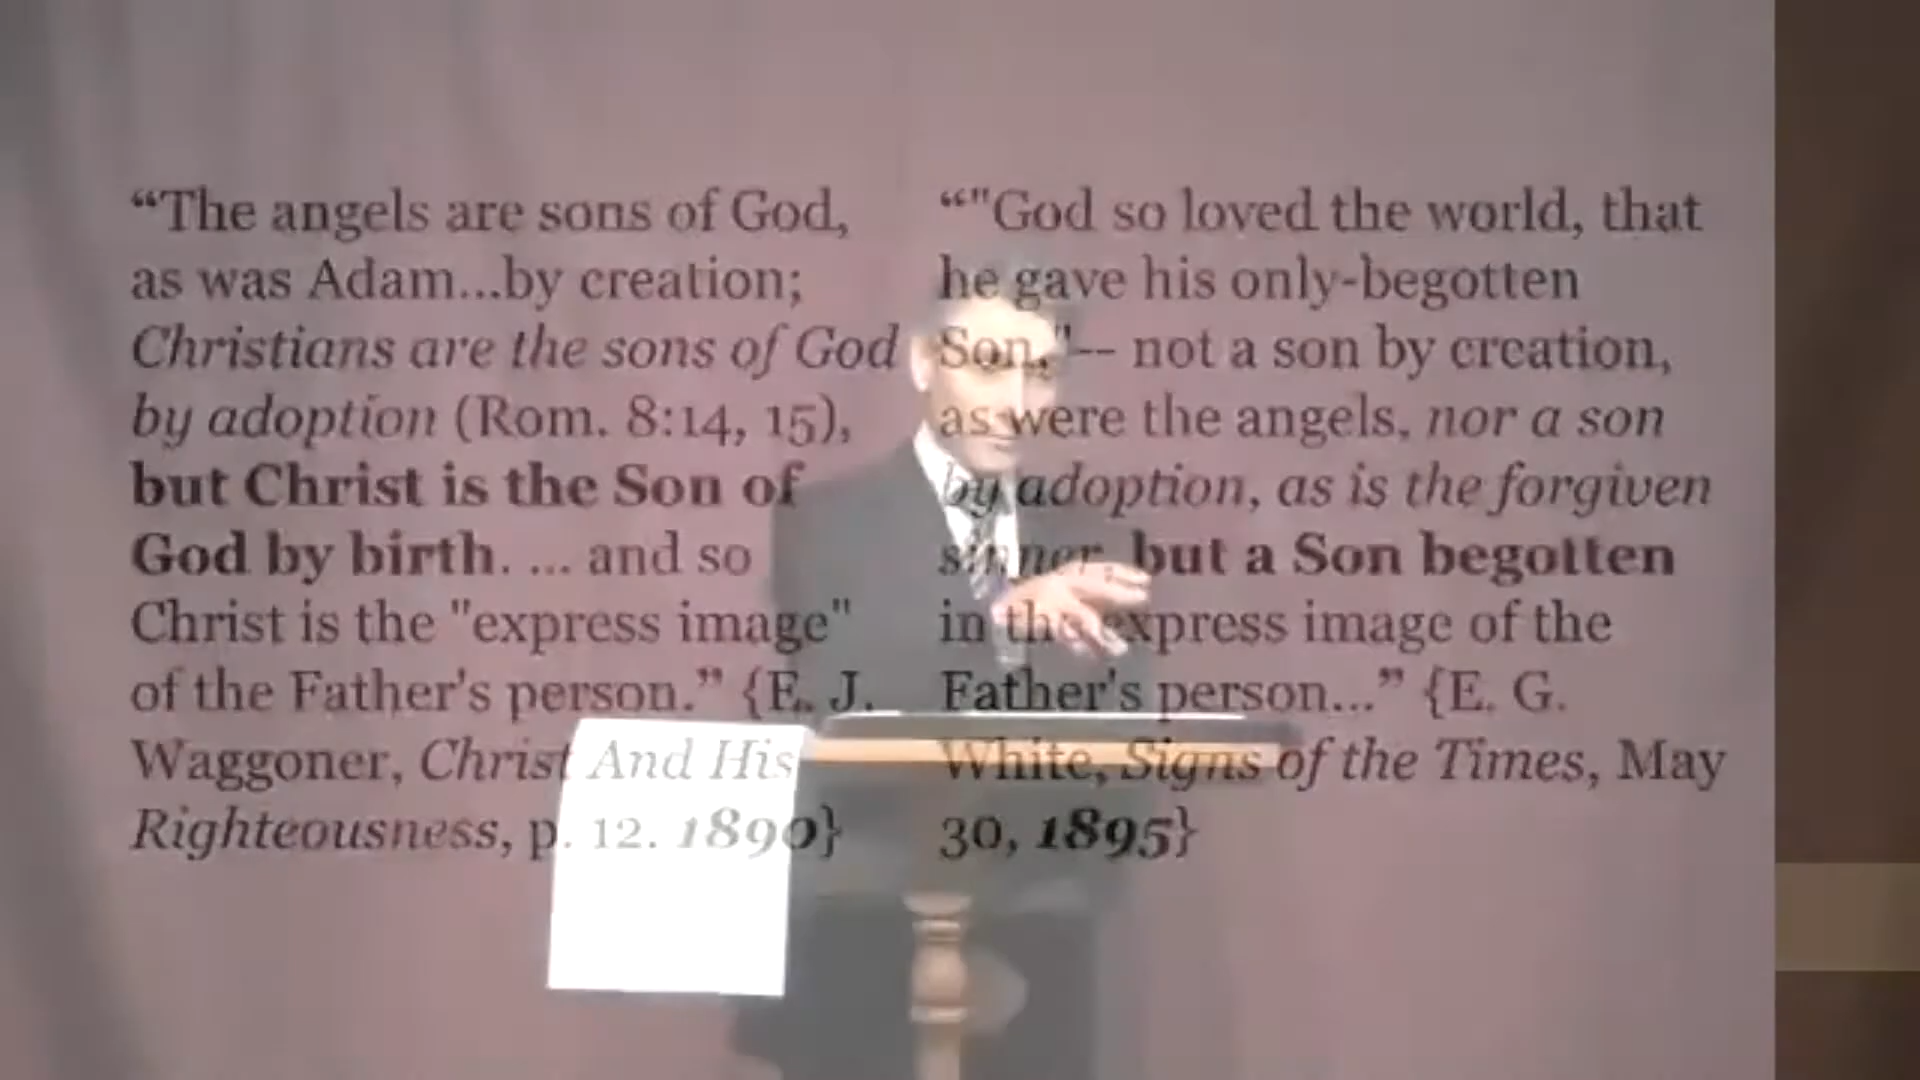 “The angels are sons of God,
as was Adam...by creation;
Christians are the sons of God
by adoption (Rom. 8:14, 15),
but Christ is the Son of
God by birth. ... and so
Christ is the "express image"
of the Father's person.” {E. J.
Waggoner, Christ And His
Righteousness, p. 12. 1890}
“"God so loved the world, that
he gave his only-begotten
Son,"-- not a son by creation,
as were the angels, nor a son
by adoption, as is the forgiven
sinner, but a Son begotten
in the express image of the
Father's person...” {E. G.
White, Signs of the Times, May
30, 1895}